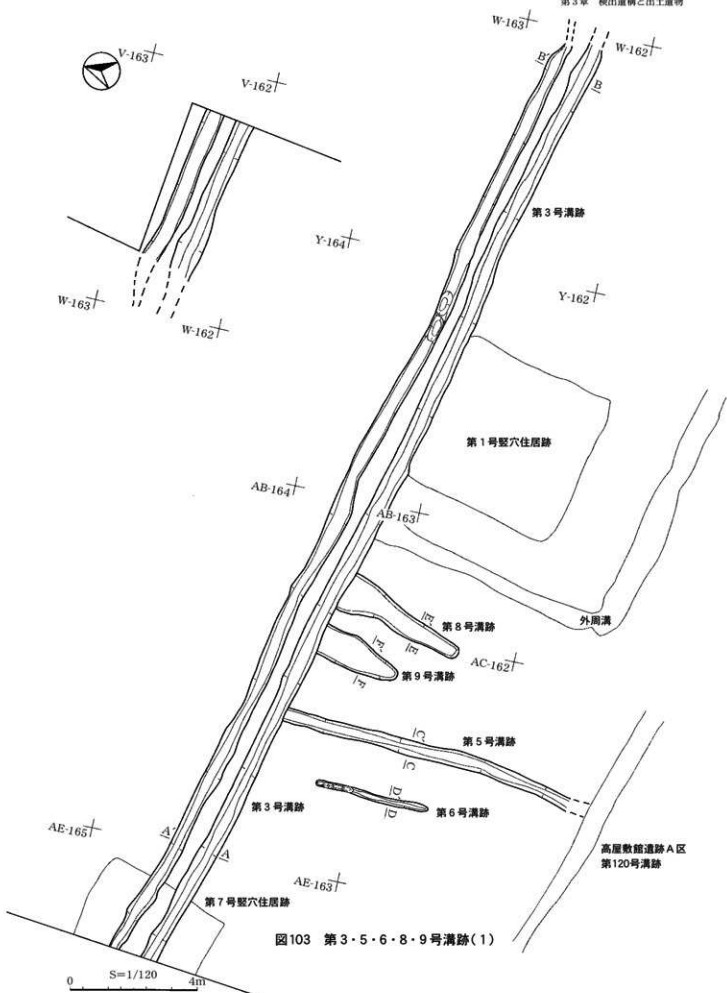 第3章 検出遺構と出土遺物
W-163
W-162
V-163
V-162
B´
B
第3号溝跡
Y-164
Y-162
W-163
W-162
第1号竪穴住居跡
AB-164
AB-163
外周溝
E´
E
第8号溝跡
F´
F
第9号溝跡
AC-162
C´
C
第5号溝跡
D´
D
第6号溝跡
第3号溝跡
AE-165
A´
A
高屋敷館遺跡A区
第120号溝跡
AE-163
第7号竪穴住居跡
図103 第3・5・6・8・9号溝跡(1)
S=1/120
0 4m